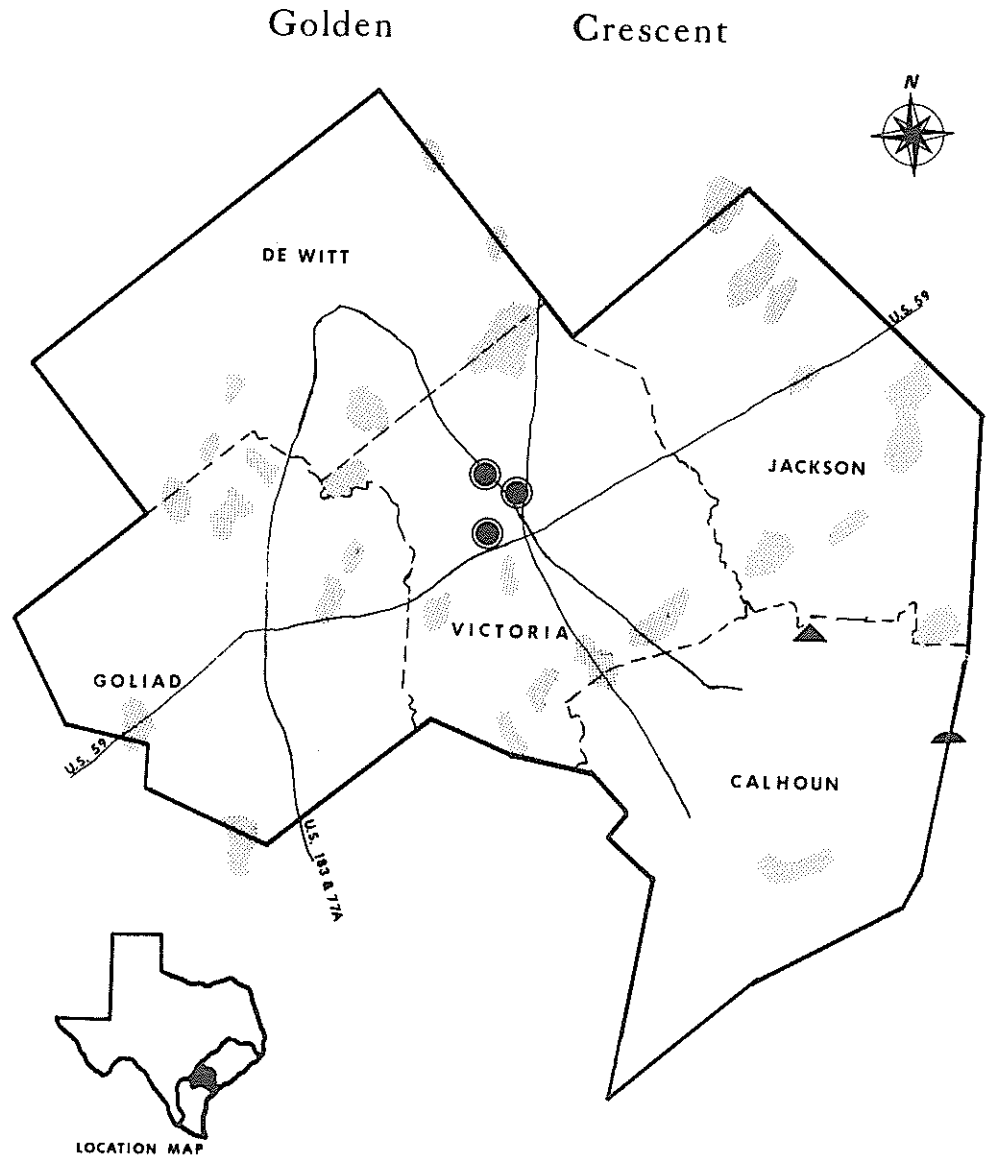 Golden Crescent
N
DE WITT
U.S. 59
JACKSON
VICTORIA
GOLIAD
U.S. 59
CALHOUN
U.S. 183 & 77A
LOCATION MAP